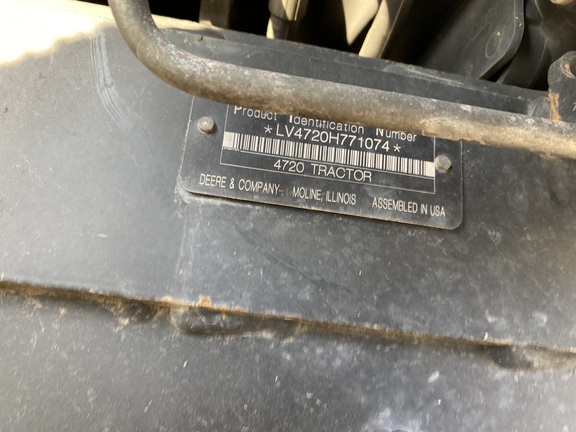 Product Identification Number
*LV4720H771074*
4720 TRACTOR
DEERE & COMPANY MOLINE, ILLINOIS ASSEMBLED IN USA